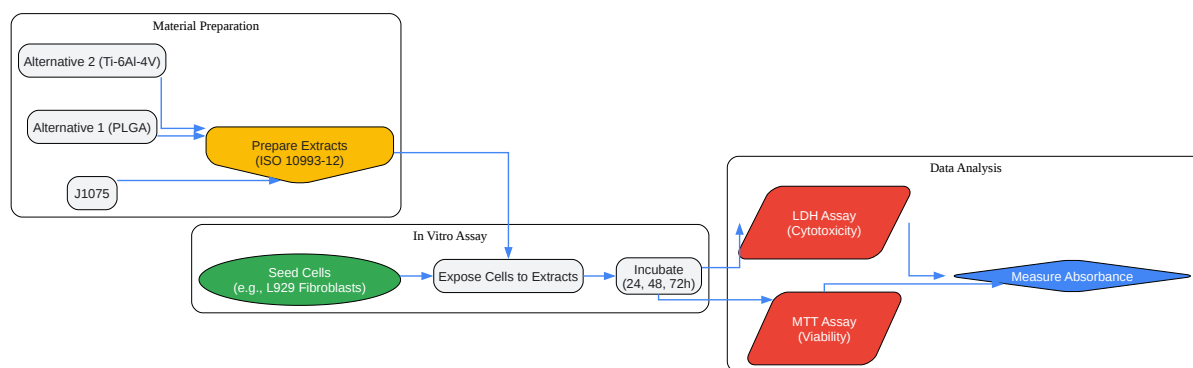 Material Preparation
Alternative 2 (Ti-6Al-4V)
Alternative 1 (PLGA)
Prepare Extracts
(ISO 10993-12)
J1075
In Vitro Assay
Seed Cells
(e.g., L929 Fibroblasts)
Expose Cells to Extracts
Incubate
(24, 48, 72h)
Data Analysis
LDH Assay
(Cytotoxicity)
Measure Absorbance
MTT Assay
(Viability)